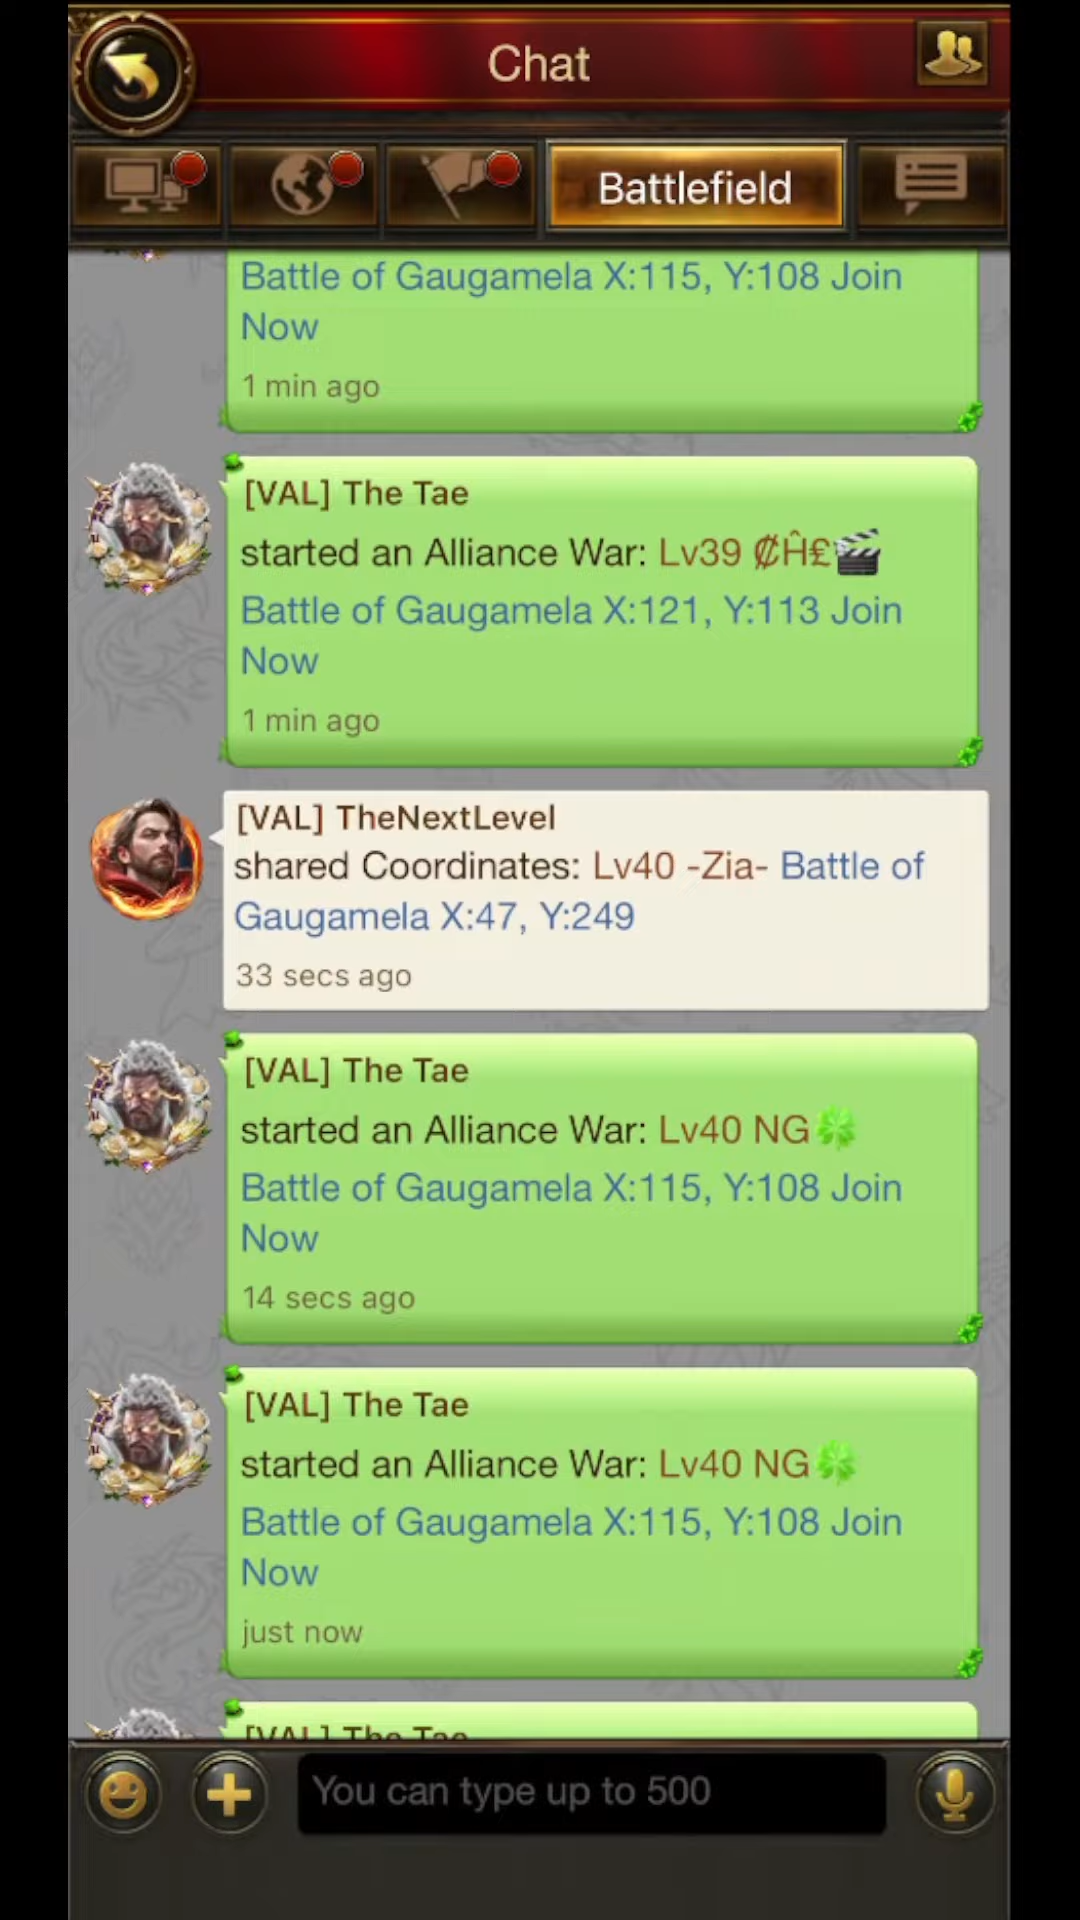 Chat
Battlefield
Battle of Gaugamela X:115, Y:108 Join
Now
1 min ago
[VAL] The Tae
started an Alliance War: Lv39 ₡Ĥ₤🎬
Battle of Gaugamela X:121, Y:113 Join
Now
1 min ago
[VAL] TheNextLevel
shared Coordinates: Lv40 -Zia- Battle of
Gaugamela X:47, Y:249
33 secs ago
[VAL] The Tae
started an Alliance War: Lv40 NG🍀
Battle of Gaugamela X:115, Y:108 Join
Now
14 secs ago
[VAL] The Tae
started an Alliance War: Lv40 NG🍀
Battle of Gaugamela X:115, Y:108 Join
Now
just now
[VAL] The Tae
You can type up to 500